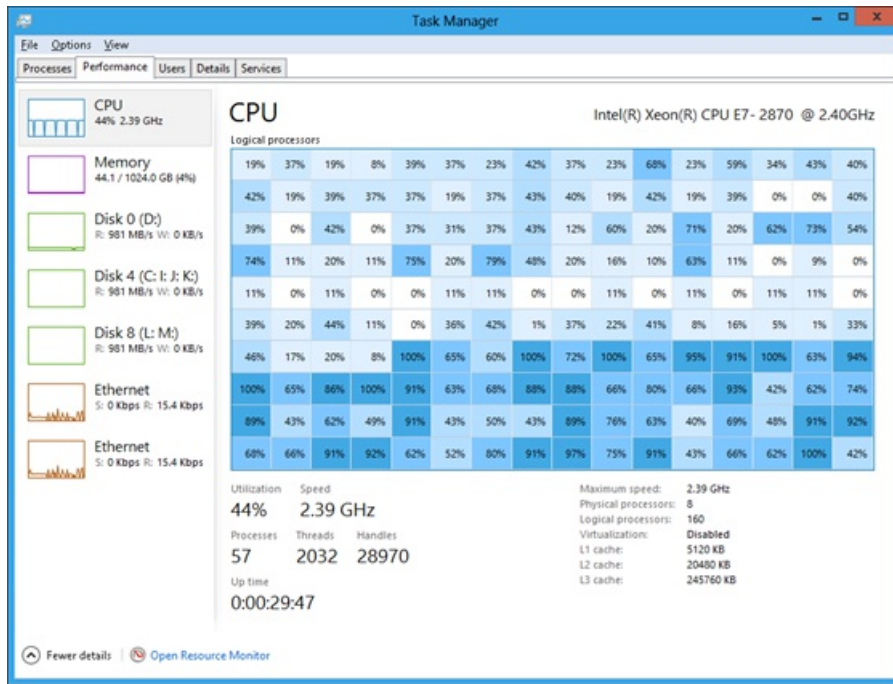 Task Manager
File Options View
Processes Performance Users Details Services
CPU
44% 2.39 GHz
Memory
44.1 / 1024.0 GB (4%)
Disk 0 (D:)
R: 981 MB/s W: 0 KB/s
Disk 4 (C: I: J: K:)
R: 981 MB/s W: 0 KB/s
Disk 8 (L: M:)
R: 981 MB/s W: 0 KB/s
Ethernet
S: 0 Kbps R: 15.4 Kbps
Ethernet
S: 0 Kbps R: 15.4 Kbps
CPU Intel(R) Xeon(R) CPU E7- 2870 @ 2.40GHz
Logical processors
19% 37% 19% 8% 39% 37% 23% 42% 37% 23% 68% 23% 59% 34% 43% 40%
42% 19% 39% 37% 37% 19% 37% 43% 40% 19% 42% 19% 39% 0% 0% 40%
39% 0% 42% 0% 37% 31% 37% 43% 12% 60% 20% 71% 20% 62% 73% 54%
74% 11% 20% 11% 75% 20% 79% 48% 20% 16% 10% 63% 11% 0% 9% 0%
11% 0% 11% 0% 0% 11% 11% 0% 0% 11% 0% 11% 0% 11% 11% 0%
39% 20% 44% 11% 0% 36% 42% 1% 37% 22% 41% 8% 16% 5% 1% 33%
46% 17% 20% 8% 100% 65% 60% 100% 72% 100% 65% 95% 91% 100% 63% 94%
100% 65% 86% 100% 91% 63% 68% 88% 88% 66% 80% 66% 93% 42% 62% 74%
89% 43% 62% 49% 91% 43% 50% 43% 89% 76% 63% 40% 69% 48% 91% 92%
68% 66% 91% 92% 62% 52% 80% 91% 97% 75% 91% 43% 66% 62% 100% 42%
Utilization Speed
44% 2.39 GHz
Processes Threads Handles
57 2032 28970
Up time
0:00:29:47
Maximum speed: 2.39 GHz
Physical processors: 8
Logical processors: 160
Virtualization: Disabled
L1 cache: 5120 KB
L2 cache: 20480 KB
L3 cache: 245760 KB
Fewer details Open Resource Monitor